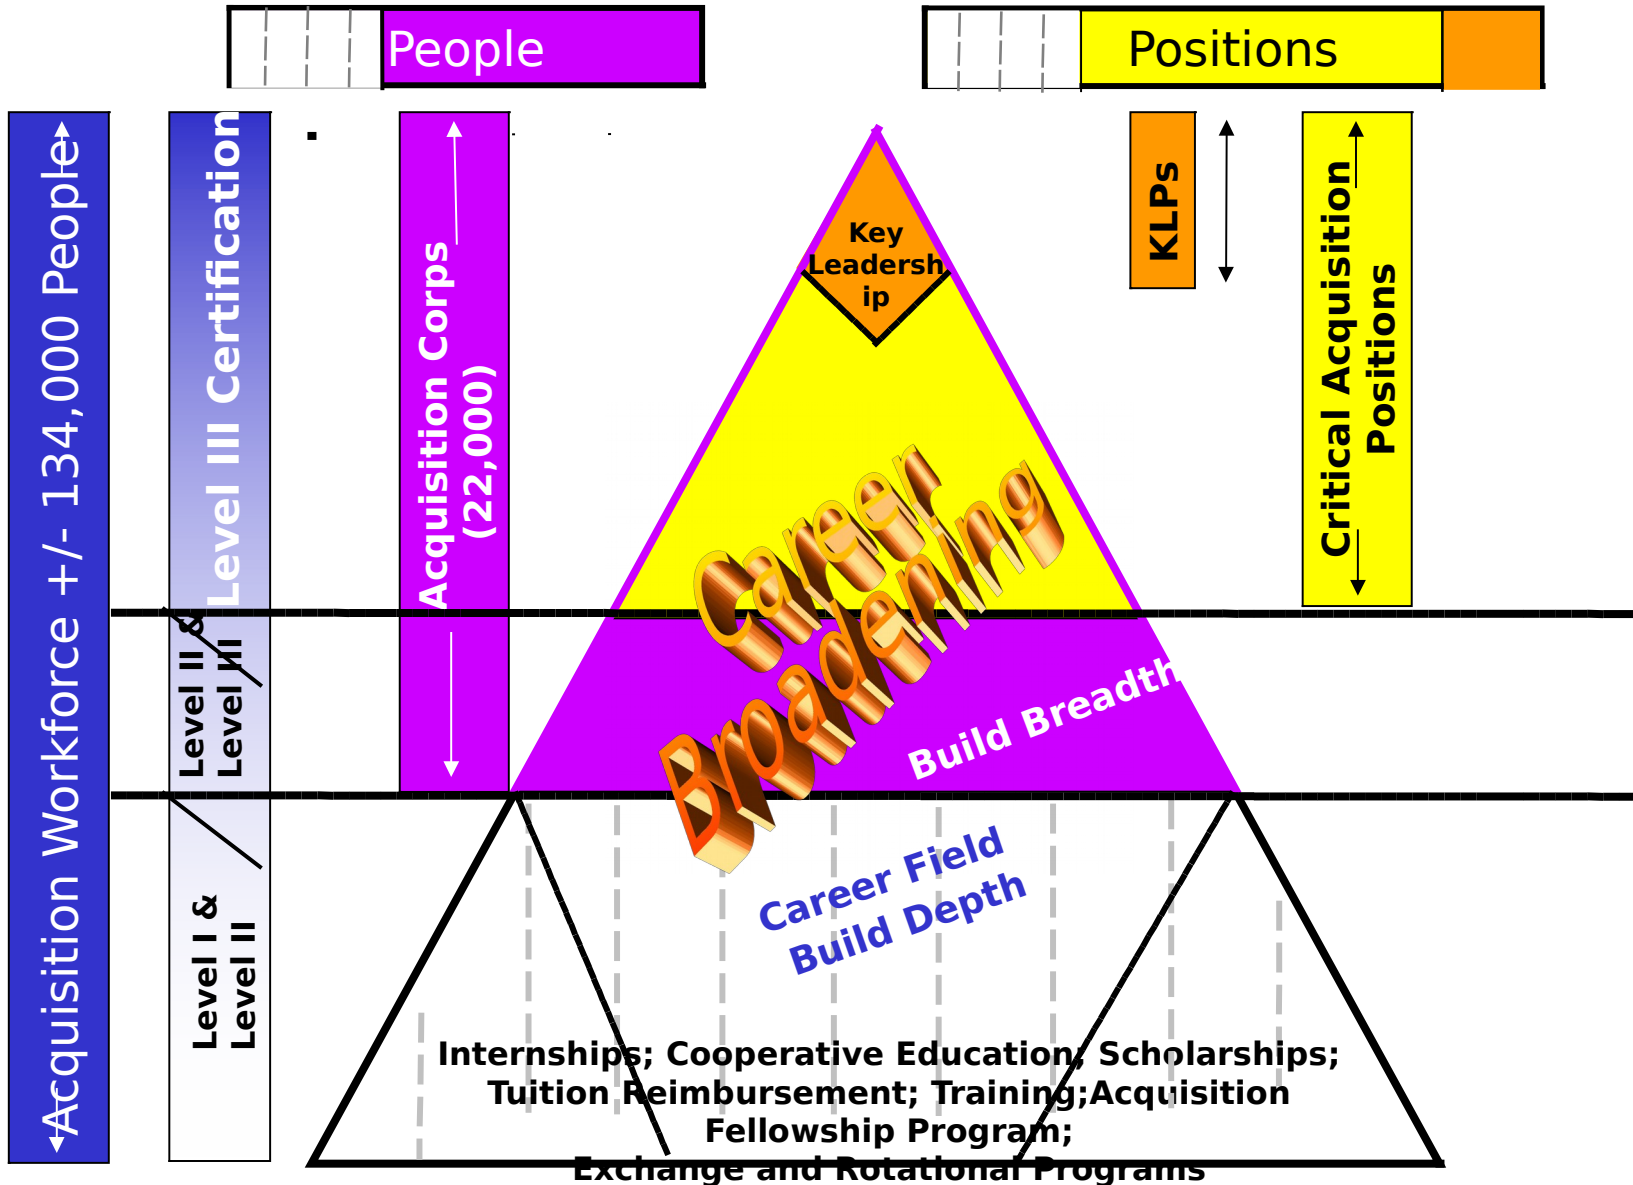 People
Positions
Acquisition Workforce +/- 134,000 People
Level III Certification
Level II &
Level III
Level I &
Level II
Acquisition Corps
(22,000)
Key
Leadersh
ip
KLPs
Critical Acquisition
Positions
Career
Broadening
Build Breadth
Career Field
Build Depth
Internships; Cooperative Education; Scholarships;
Tuition Reimbursement; Training;Acquisition
Fellowship Program;
Exchange and Rotational Programs